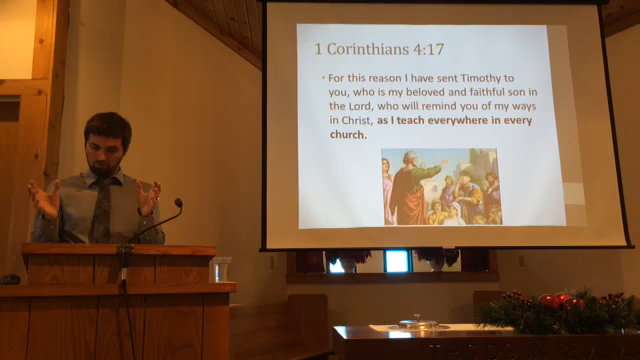 1 Corinthians 4:17
• For this reason I have sent Timothy to
you, who is my beloved and faithful son in
the Lord, who will remind you of my ways
in Christ, as I teach everywhere in every
church.